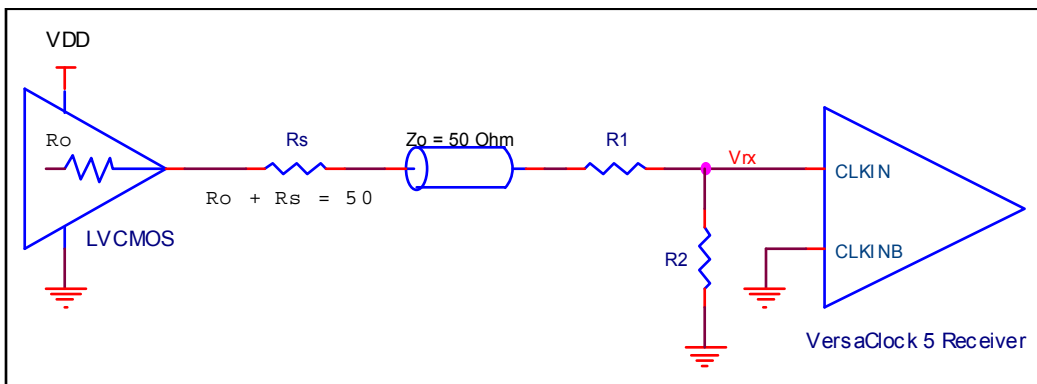 VDD
Ro
Rs
Zo = 50 Ohm
R1
Vrx
CLKIN
Ro + Rs = 50
LVCMOS
R2
CLKINB
VersaClock 5 Receiver